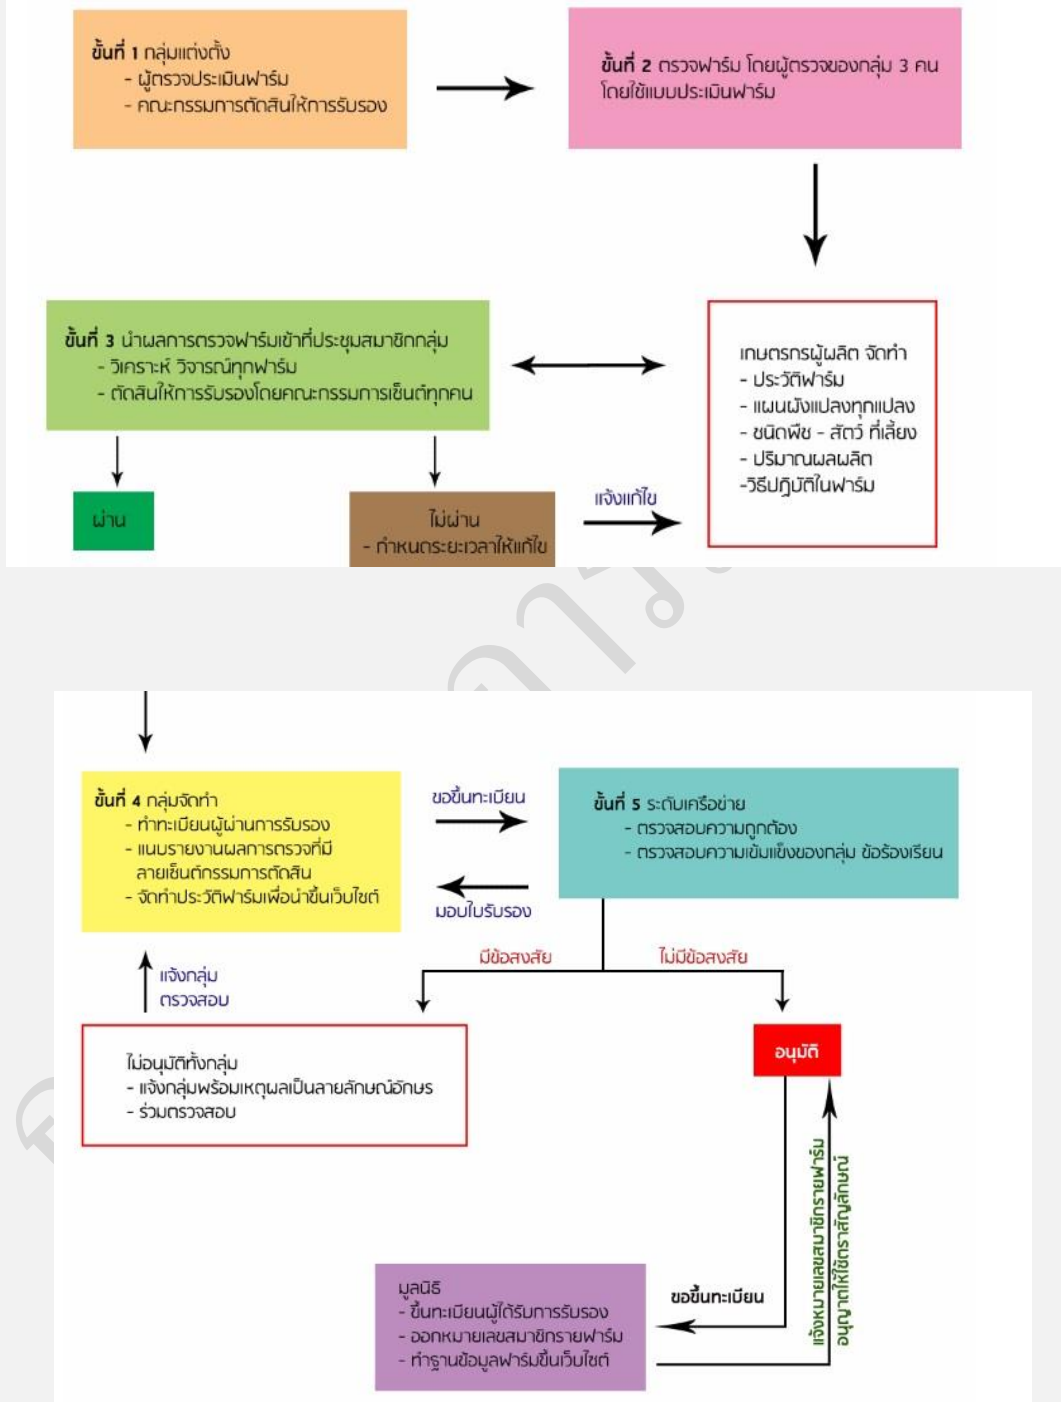 ขั้นที่ 1 กลุ่มแต่งตั้ง
- ผู้ตรวจประเมินฟาร์ม
- คณะกรรมการตัดสินให้การรับรอง
ขั้นที่ 2 ตรวจฟาร์ม โดยผู้ตรวจของกลุ่ม 3 คน
โดยใช้แบบประเมินฟาร์ม
ขั้นที่ 3 นำผลการตรวจฟาร์มเข้าที่ประชุมสมาชิกกลุ่ม
- วิเคราะห์ วิจารณ์ทุกฟาร์ม
- ตัดสินให้การรับรองโดยคณะกรรมการเซ็นต์ทุกคน
เกษตรกรผู้ผลิต จัดทำ
- ประวัติฟาร์ม
- แผนผังแปลงทุกแปลง
- ชนิดพืช - สัตว์ ที่เลี้ยง
- ปริมาณผลผลิต
-วิธีปฏิบัติในฟาร์ม
ผ่าน
ไม่ผ่าน
- กำหนดระยะเวลาให้แก้ไข
แจ้งแก้ไข
ขั้นที่ 4 กลุ่มจัดทำ
- ทำทะเบียนผู้ผ่านการรับรอง
- แนบรายงานผลการตรวจที่มี
ลายเซ็นต์กรรมการตัดสิน
- จัดทำประวัติฟาร์มเพื่อนำขึ้นเว็บไซต์
ขอขึ้นทะเบียน
มอบใบรับรอง
ขั้นที่ 5 ระดับเครือข่าย
- ตรวจสอบความถูกต้อง
- ตรวจสอบความเข้มแข็งของกลุ่ม ข้อร้องเรียน
มีข้อสงสัย
ไม่มีข้อสงสัย
แจ้งกลุ่ม
ตรวจสอบ
ไม่อนุมัติทั้งกลุ่ม
- แจ้งกลุ่มพร้อมเหตุผลเป็นลายลักษณ์อักษร
- ร่วมตรวจสอบ
อนุมัติ
แจ้งหมายเลขสมาชิกรายฟาร์ม
อนุญาตให้ใช้ตราสัญลักษณ์
มูลนิธิ
- ขึ้นทะเบียนผู้ได้รับการรับรอง
- ออกหมายเลขสมาชิกรายฟาร์ม
- ทำฐานข้อมูลฟาร์มขึ้นเว็บไซต์
ขอขึ้นทะเบียน